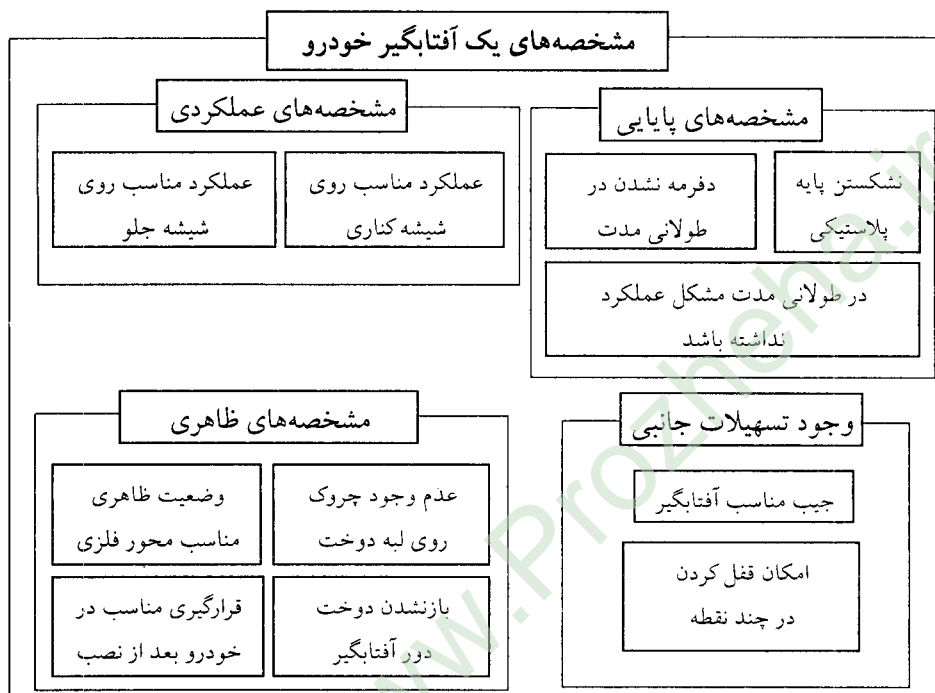 مشخصه‌های یک آفتابگیر خودرو
مشخصه‌های پایایی
نشکستن پایه
پلاستیکی
دفرمه نشدن در
طولانی مدت
در طولانی مدت مشکل عملکرد
نداشته باشد
مشخصه‌های عملکردی
عملکرد مناسب روی
شیشه کناری
عملکرد مناسب روی
شیشه جلو
وجود تسهیلات جانبی
جیب مناسب آفتابگیر
امکان قفل کردن
در چند نقطه
مشخصه‌های ظاهری
عدم وجود چروک
روی لبه دوخت
وضعیت ظاهری
مناسب محور فلزی
بازنشدن دوخت
دور آفتابگیر
قرارگیری مناسب در
خودرو بعد از نصب
www.Prozheha.ir